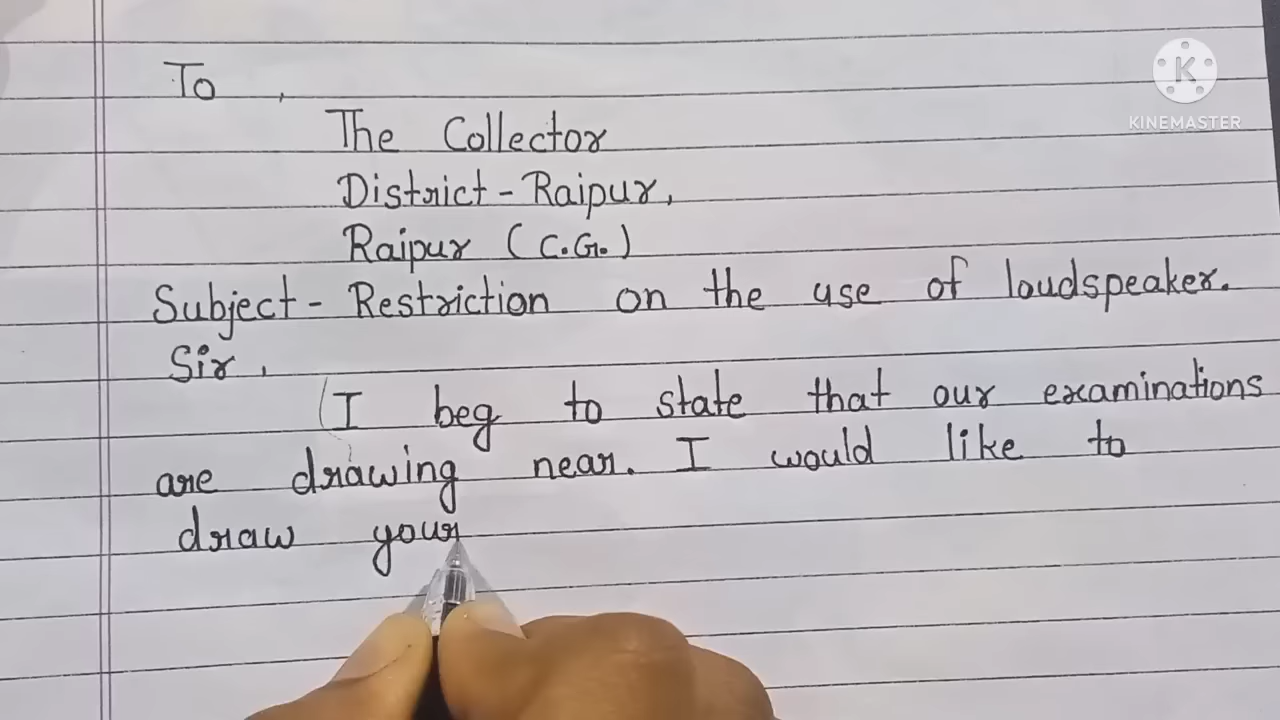 To,
The Collector
District - Raipur,
Raipur (C.G.)
Subject - Restriction on the use of loudspeaker.
Sir,
I beg to state that our examinations
are drawing near. I would like to
draw your
KINEMASTER